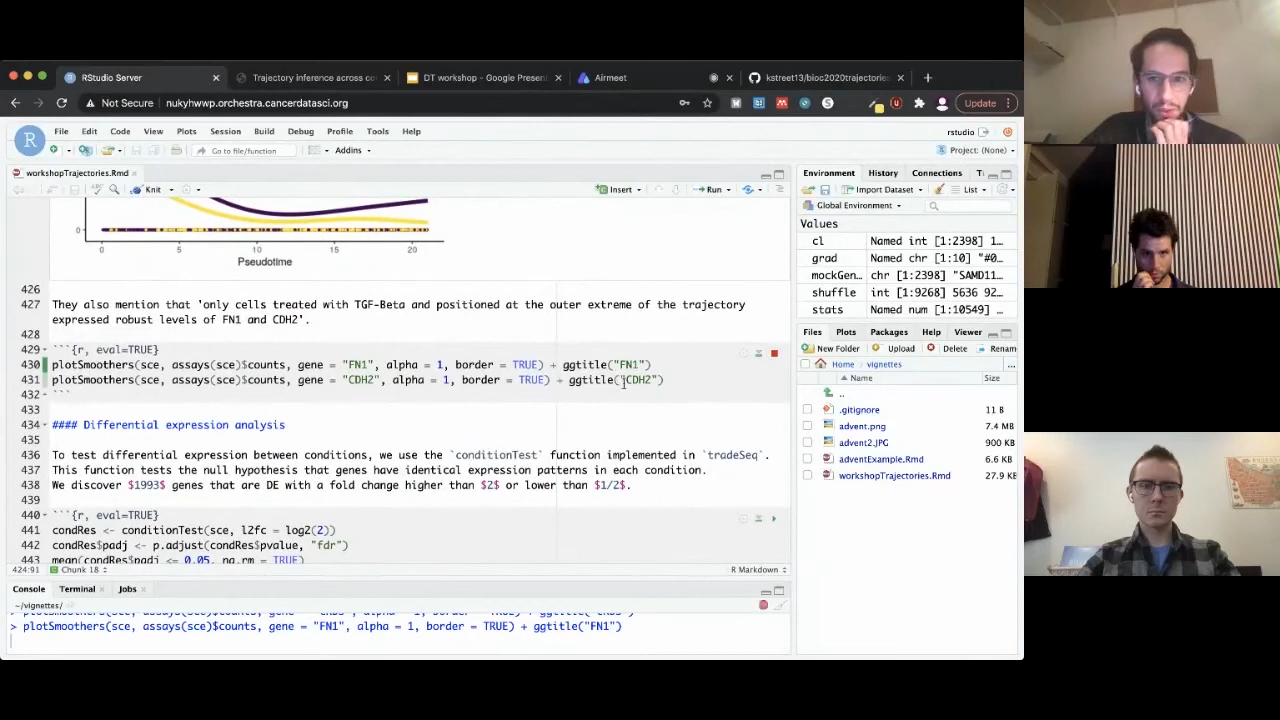 RStudio Server
Trajectory inference across co
DT workshop - Google Present
Airmeet
kstreet13/bioc2020trajectories
Not Secure
nukyhwwp.orchestra.cancerdatasci.org
Update
File Edit Code View Plots Session Build Debug Profile Tools Help
rstudio
Go to file/function
Addins
Project: (None)
workshopTrajectories.Rmd
Knit
Insert
Run
0
0 5 10 15 20
Pseudotime
426
427 They also mention that 'only cells treated with TGF-Beta and positioned at the outer extreme of the trajectory
expressed robust levels of FN1 and CDH2'.
428
429 ```{r, eval=TRUE}
430 plotSmoothers(sce, assays(sce)$counts, gene = "FN1", alpha = 1, border = TRUE) + ggtitle("FN1")
431 plotSmoothers(sce, assays(sce)$counts, gene = "CDH2", alpha = 1, border = TRUE) + ggtitle("CDH2")
432 ```
433
434 #### Differential expression analysis
435
436 To test differential expression between conditions, we use the `conditionTest` function implemented in `tradeSeq`.
437 This function tests the null hypothesis that genes have identical expression patterns in each condition.
438 We discover $1993$ genes that are DE with a fold change higher than $2$ or lower than $1/2$.
439
440 ```{r, eval=TRUE}
441 condRes <- conditionTest(sce, l2fc = log2(2))
442 condRes$padj <- p.adjust(condRes$pvalue, "fdr")
443 mean(condRes$padj <= 0.05, na.rm = TRUE)
424:91 Chunk 18
R Markdown
Console Terminal Jobs
~/vignettes/
> plotSmoothers(sce, assays(sce)$counts, gene = "FN1", alpha = 1, border = TRUE) + ggtitle("FN1")
Environment History Connections
Import Dataset
List
Global Environment
Values
cl Named int [1:2398] 1…
grad Named chr [1:10] "#0…
mockGen… chr [1:2398] "SAMD11…
shuffle int [1:9268] 5636 92…
stats Named num [1:10549] …
Files Plots Packages Help Viewer
New Folder Upload Delete Renam
Home vignettes
Name Size
..
.gitignore 11 B
advent.png 7.4 MB
advent2.JPG 900 KB
adventExample.Rmd 6.6 KB
workshopTrajectories.Rmd 27.9 KB